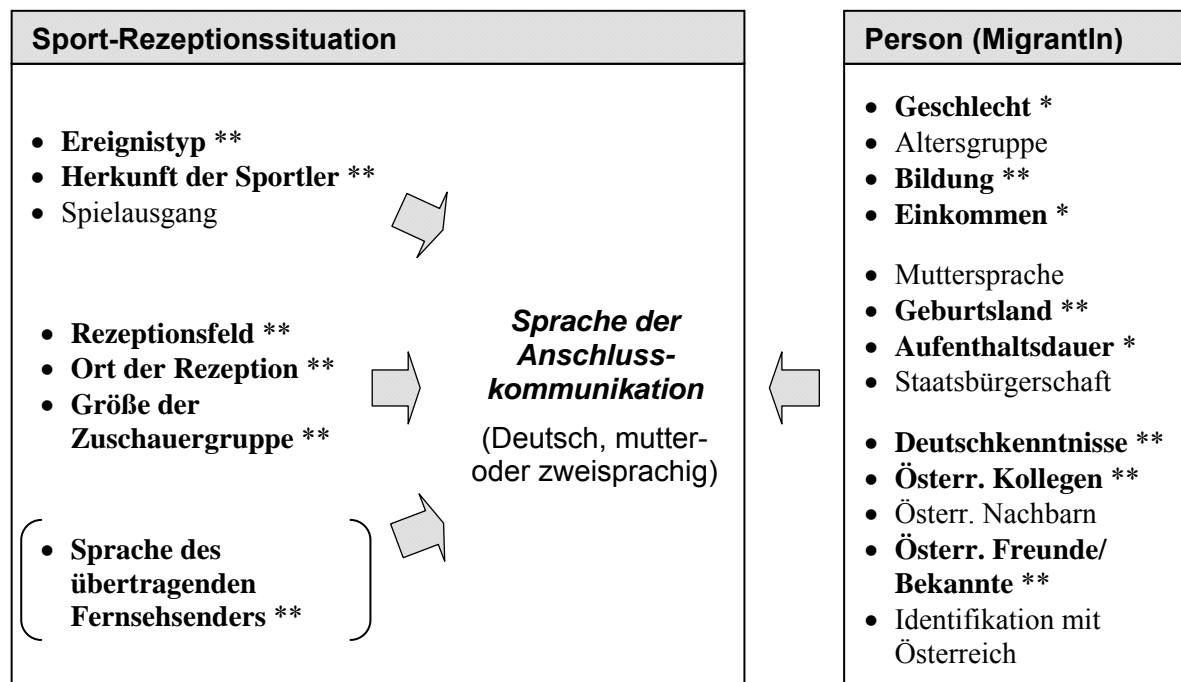 Sport-Rezeptionssituation
• Ereignistyp **
• Herkunft der Sportler **
• Spielausgang
• Rezeptionsfeld **
• Ort der Rezeption **
• Größe der
Zuschauergruppe **
• Sprache des
übertragenden
Fernsehsenders **
Sprache der
Anschluss-
kommunikation
(Deutsch, mutter-
oder zweisprachig)
Person (MigrantIn)
• Geschlecht *
• Altersgruppe
• Bildung **
• Einkommen *
• Muttersprache
• Geburtsland **
• Aufenthaltsdauer *
• Staatsbürgerschaft
• Deutschkenntnisse **
• Österr. Kollegen **
• Österr. Nachbarn
• Österr. Freunde/
Bekannte **
• Identifikation mit
Österreich